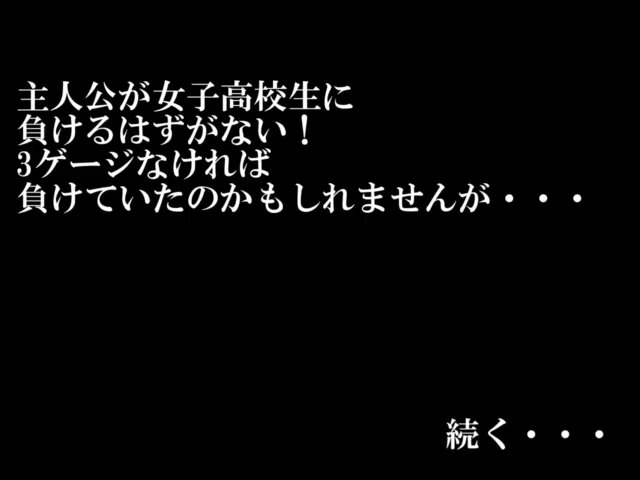 主人公が女子高校生に
負けるはずがない！
3ゲージなければ
負けていたのかもしれませんが・・・
続く・・・